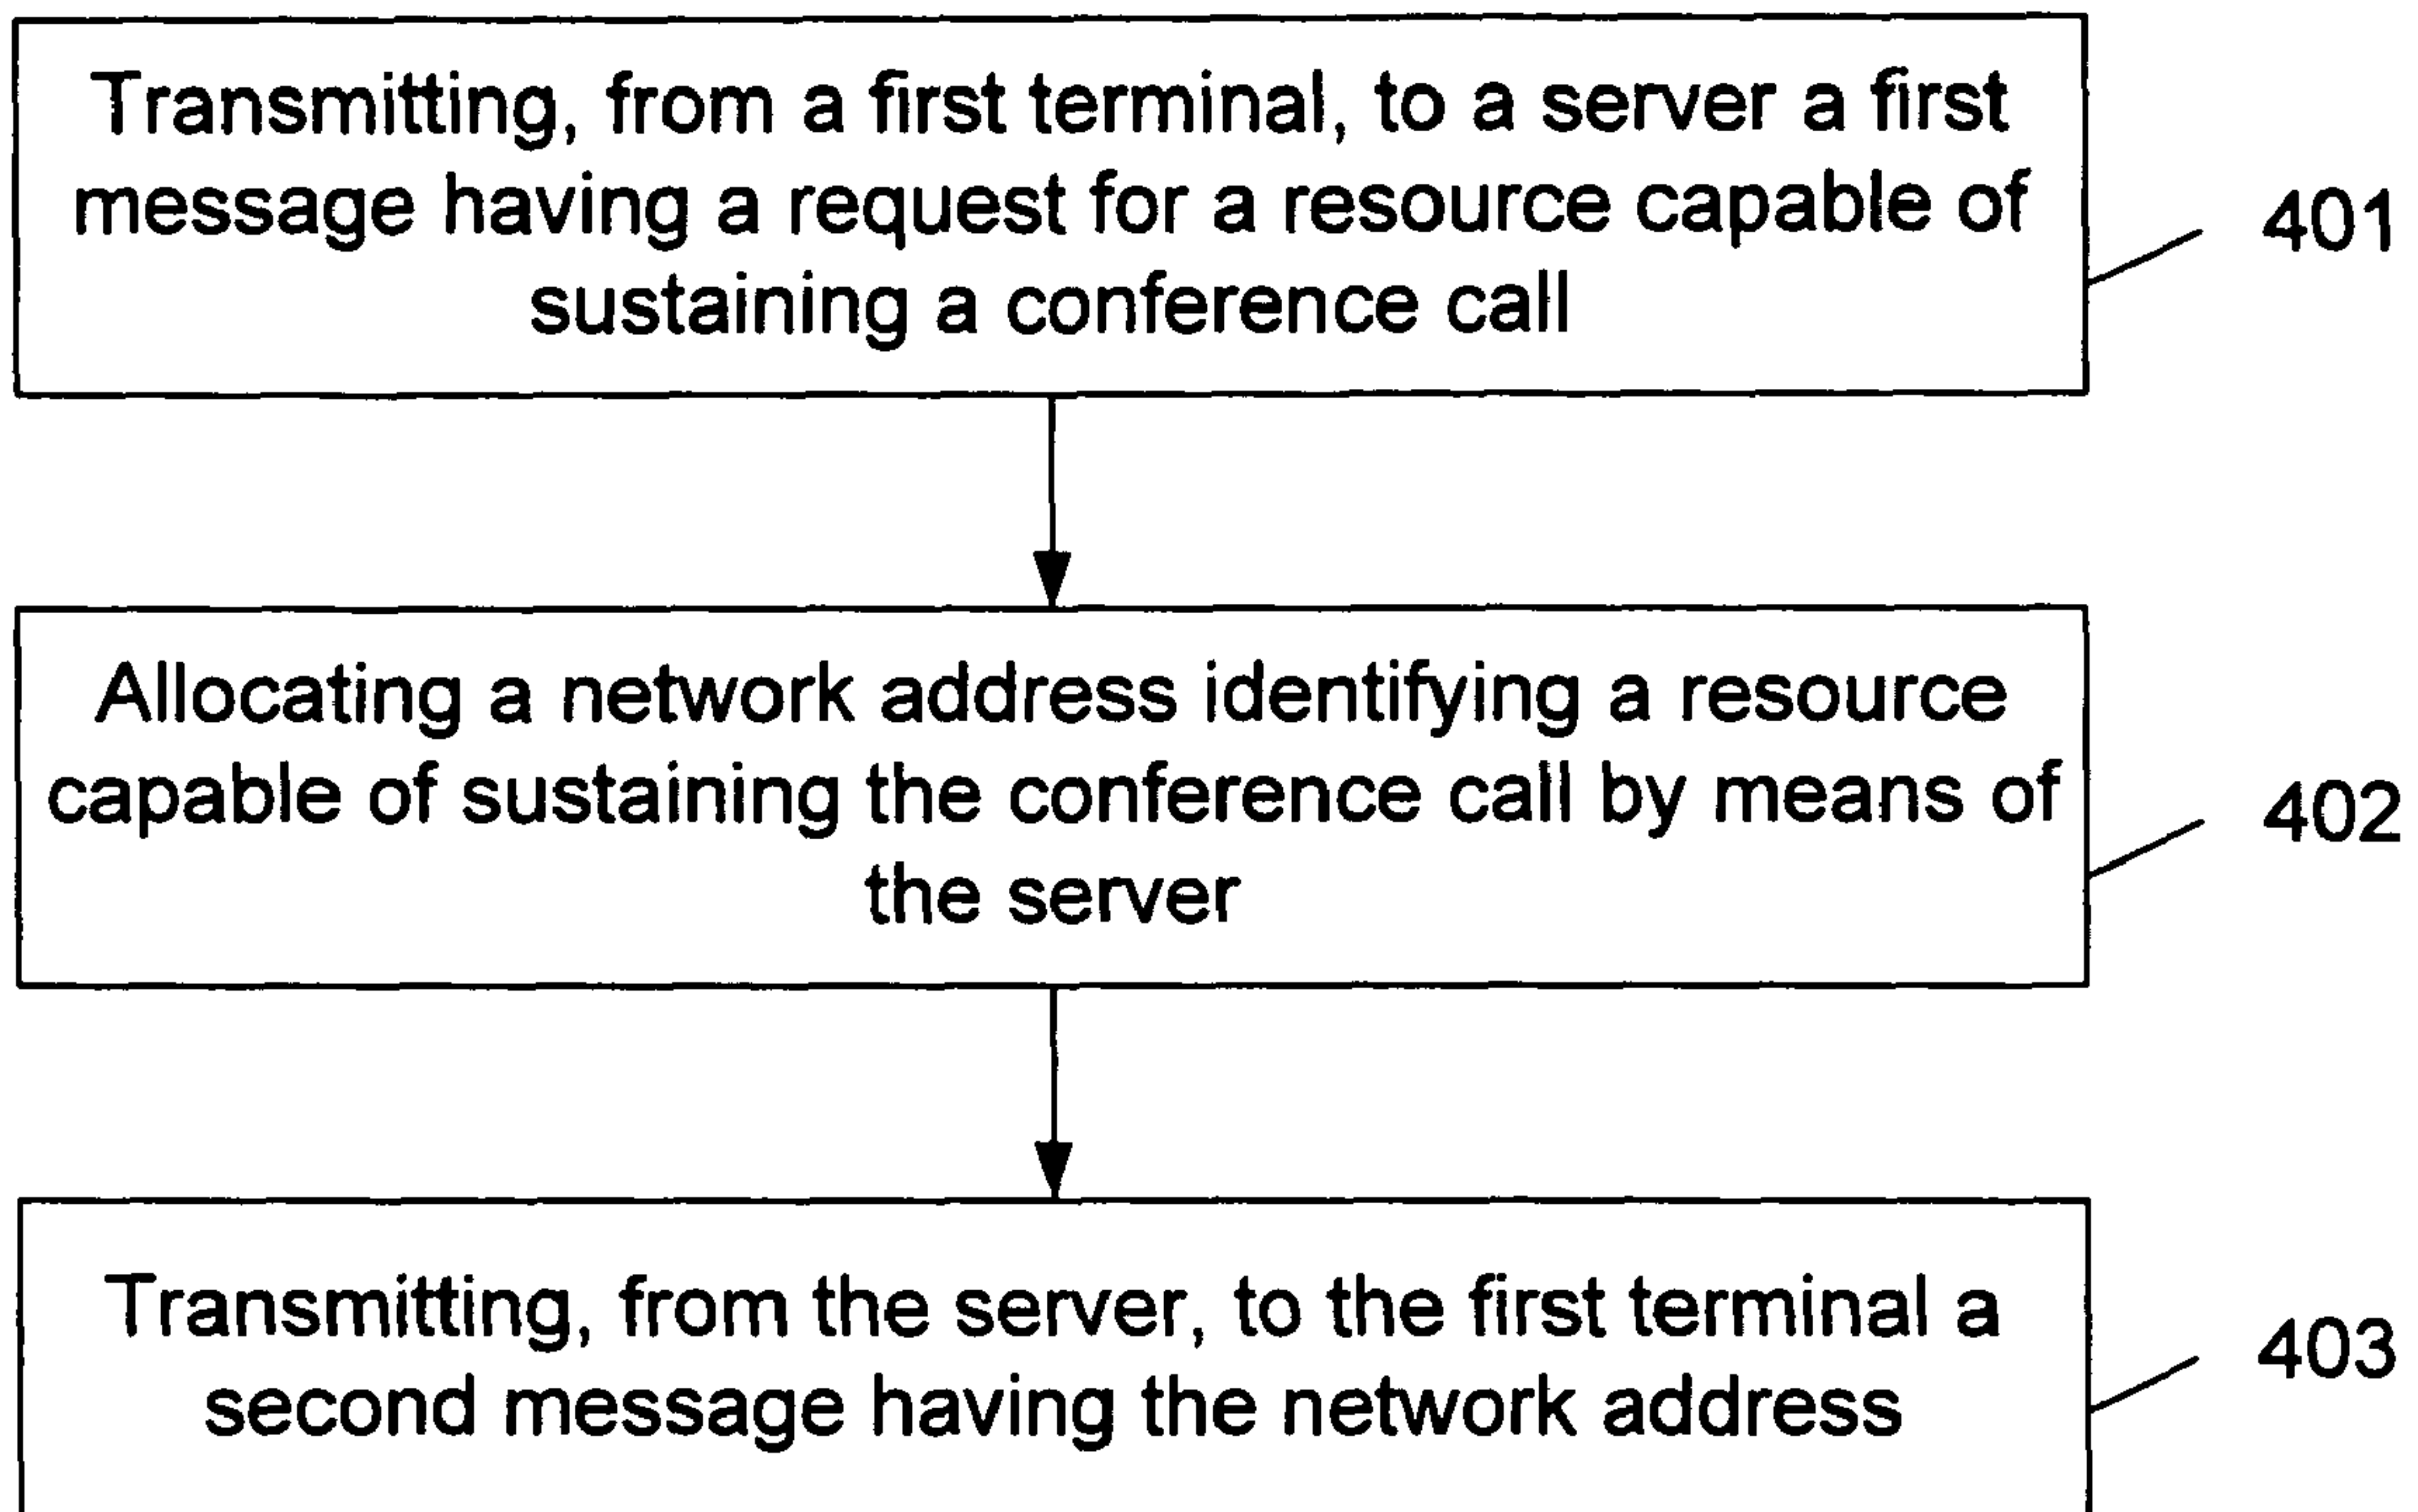 Transmitting, from a first terminal, to a server a first
message having a request for a resource capable of
sustaining a conference call
401
Allocating a network address identifying a resource
capable of sustaining the conference call by means of
the server
402
Transmitting, from the server, to the first terminal a
second message having the network address
403